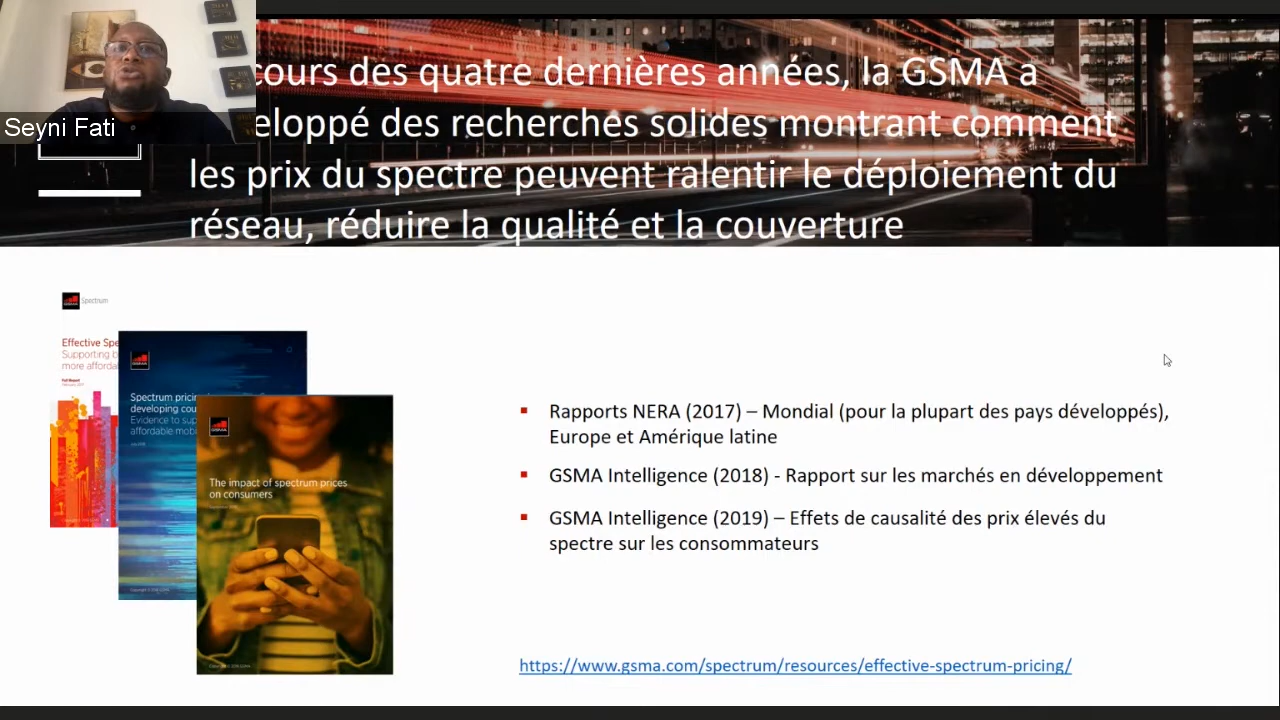 cours des quatre dernières années, la GSMA a
eloppé des recherches solides montrant comment
les prix du spectre peuvent ralentir le déploiement du
réseau, réduire la qualité et la couverture
Seyni Fati
Spectrum
Effective Spe
Supporting b
more afforda
Full Report
February 2017
Spectrum pricin
developing cou
Evidence to sup
affordable mobi
The impact of spectrum prices
on consumers
Rapports NERA (2017) – Mondial (pour la plupart des pays développés),
Europe et Amérique latine
GSMA Intelligence (2018) - Rapport sur les marchés en développement
GSMA Intelligence (2019) – Effets de causalité des prix élevés du
spectre sur les consommateurs
https://www.gsma.com/spectrum/resources/effective-spectrum-pricing/